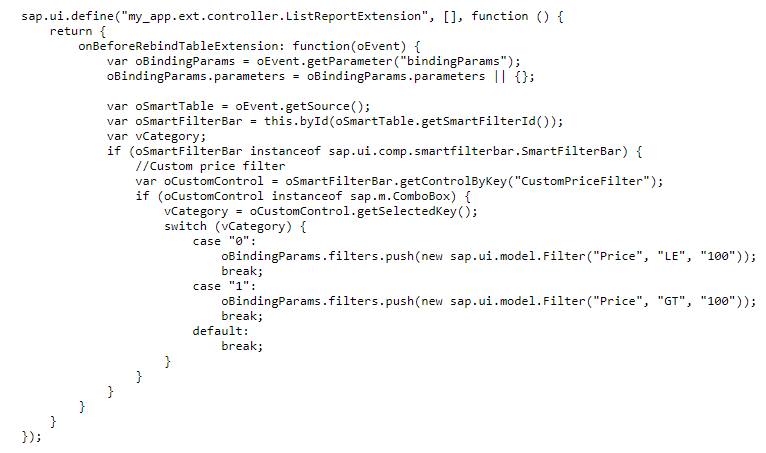 sap.ui.define("my_app.ext.controller.ListReportExtension", [], function () {
    return {
        onBeforeRebindTableExtension: function(oEvent) {
            var oBindingParams = oEvent.getParameter("bindingParams");
            oBindingParams.parameters = oBindingParams.parameters || {};

            var oSmartTable = oEvent.getSource();
            var oSmartFilterBar = this.byId(oSmartTable.getSmartFilterId());
            var vCategory;
            if (oSmartFilterBar instanceof sap.ui.comp.smartfilterbar.SmartFilterBar) {
                //Custom price filter
                var oCustomControl = oSmartFilterBar.getControlByKey("CustomPriceFilter");
                if (oCustomControl instanceof sap.m.ComboBox) {
                    vCategory = oCustomControl.getSelectedKey();
                    switch (vCategory) {
                        case "0":
                            oBindingParams.filters.push(new sap.ui.model.Filter("Price", "LE", "100"));
                            break;
                        case "1":
                            oBindingParams.filters.push(new sap.ui.model.Filter("Price", "GT", "100"));
                            break;
                        default:
                            break;
                    }
                }
            }
        }
    }
});